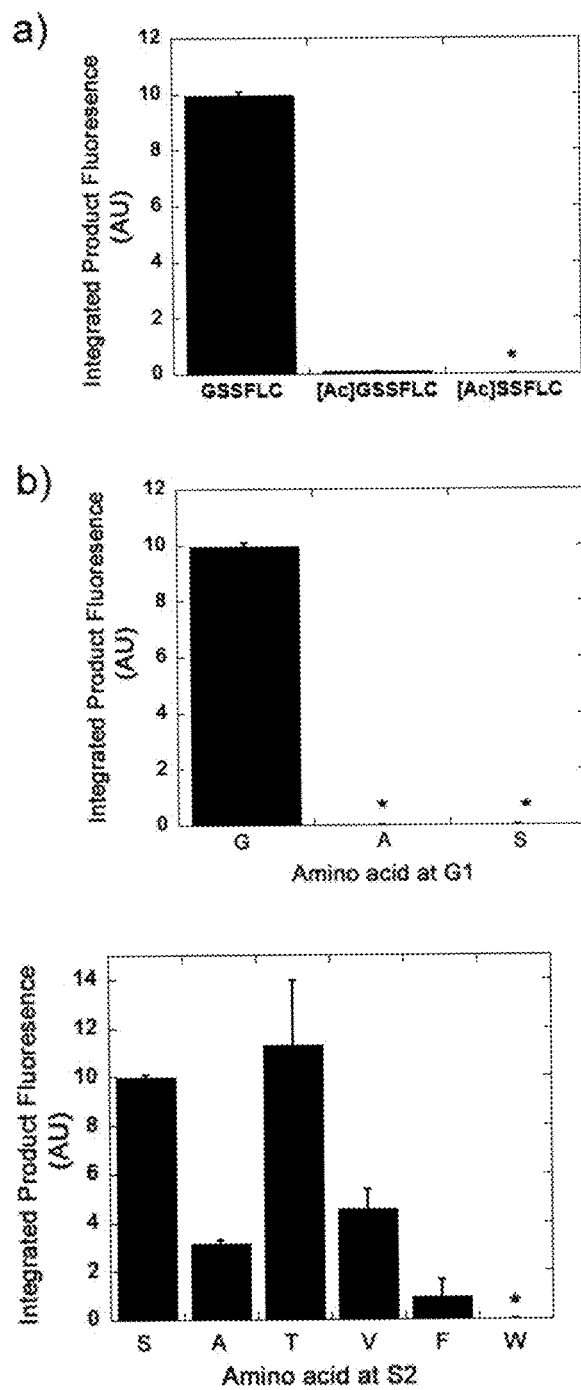 a)
Integrated Product Fluoresence
(AU)
12
10
8
6
4
2
0
*
GSSFLC [Ac]GSSFLC [Ac]SSFLC
b)
Integrated Product Fluoresence
(AU)
12
10
8
6
4
2
0
* *
G A S
Amino acid at G1
Integrated Product Fluoresence
(AU)
14
12
10
8
6
4
2
0
*
S A T V F W
Amino acid at S2